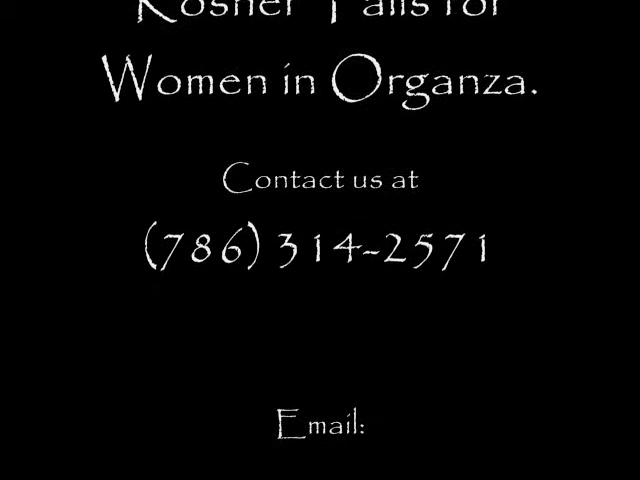 Kosher for
Women in Organza.
Contact us at
(786) 314-2571
Email: